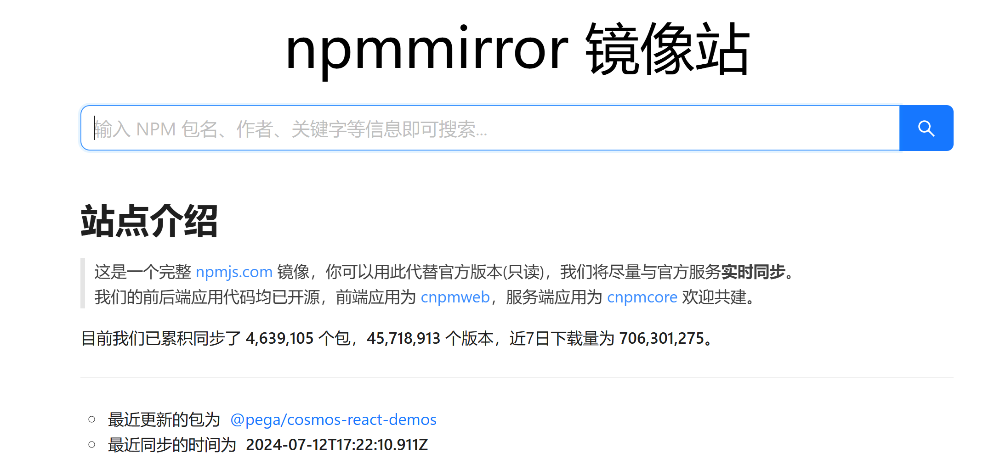 npmmirror 镜像站
输入 NPM 包名、作者、关键字等信息即可搜索...
站点介绍
这是一个完整 npmjs.com 镜像，你可以用此代替官方版本(只读)，我们将尽量与官方服务实时同步。
我们的前后端应用代码均已开源，前端应用为 cnpmweb，服务端应用为 cnpmcore 欢迎共建。
目前我们已累积同步了 4,639,105 个包，45,718,913 个版本，近7日下载量为 706,301,275。
最近更新的包为 @pega/cosmos-react-demos
最近同步的时间为 2024-07-12T17:22:10.911Z